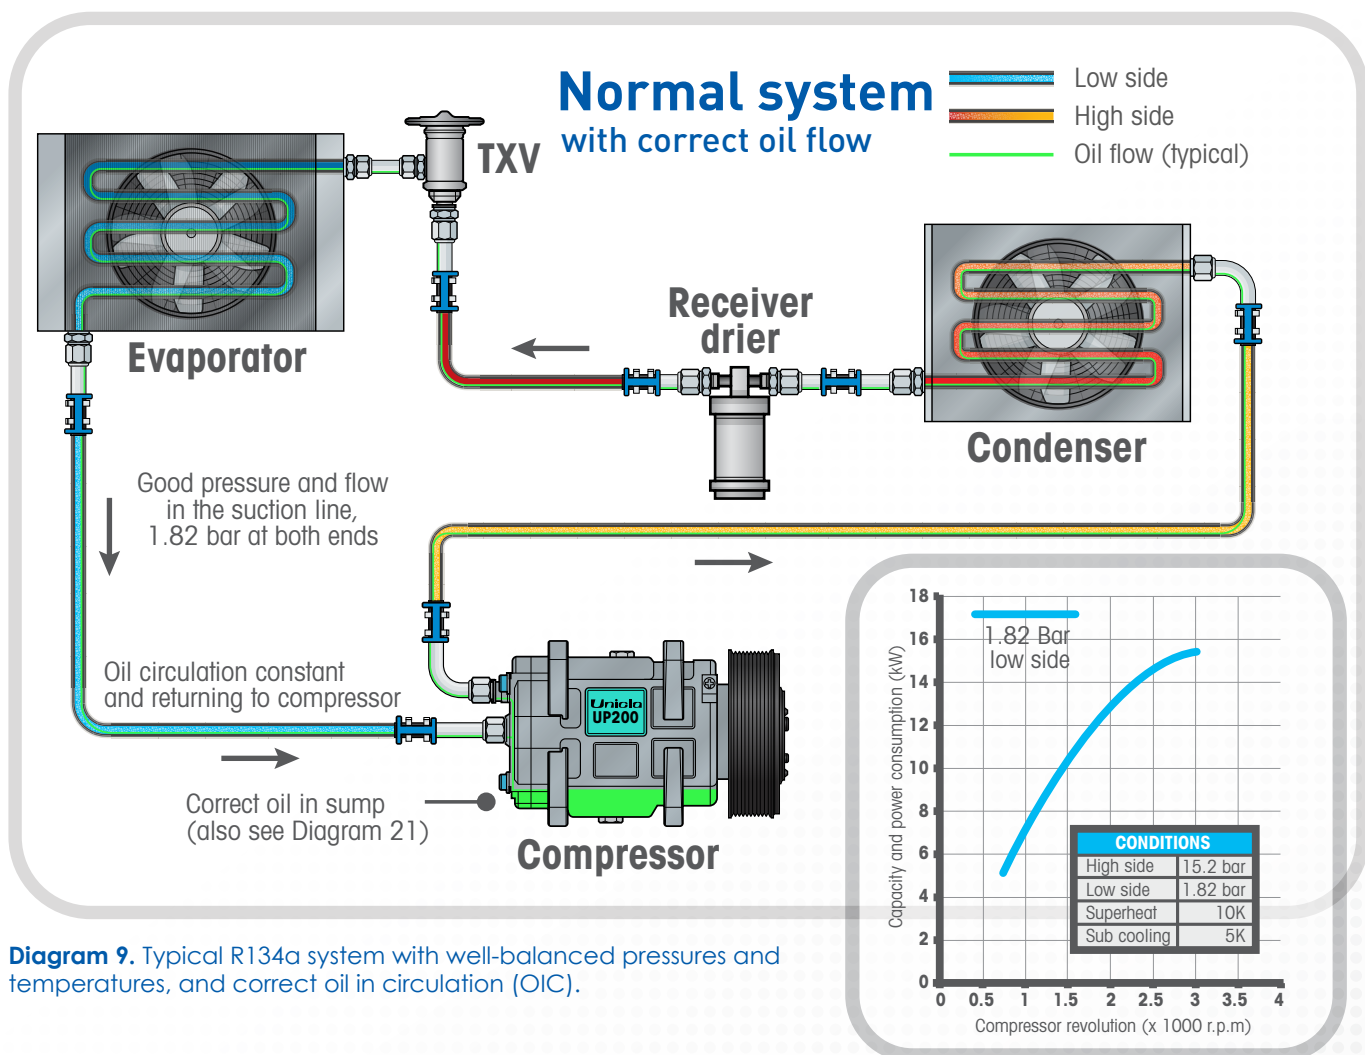 Normal system
with correct oil flow
Low side
High side
Oil flow (typical)
TXV
Evaporator
Receiver
drier
Condenser
Good pressure and flow
in the suction line,
1.82 bar at both ends
Oil circulation constant
and returning to compressor
Correct oil in sump
(also see Diagram 21)
Unicla
UP200
Compressor
Capacity and power consumption (kW)
18
16
14
12
10
8
6
4
2
0
1.82 Bar
low side
CONDITIONS
High side 15.2 bar
Low side 1.82 bar
Superheat 10K
Sub cooling 5K
0 0.5 1 1.5 2 2.5 3 3.5 4
Compressor revolution (x 1000 r.p.m)
Diagram 9. Typical R134a system with well-balanced pressures and
temperatures, and correct oil in circulation (OIC).